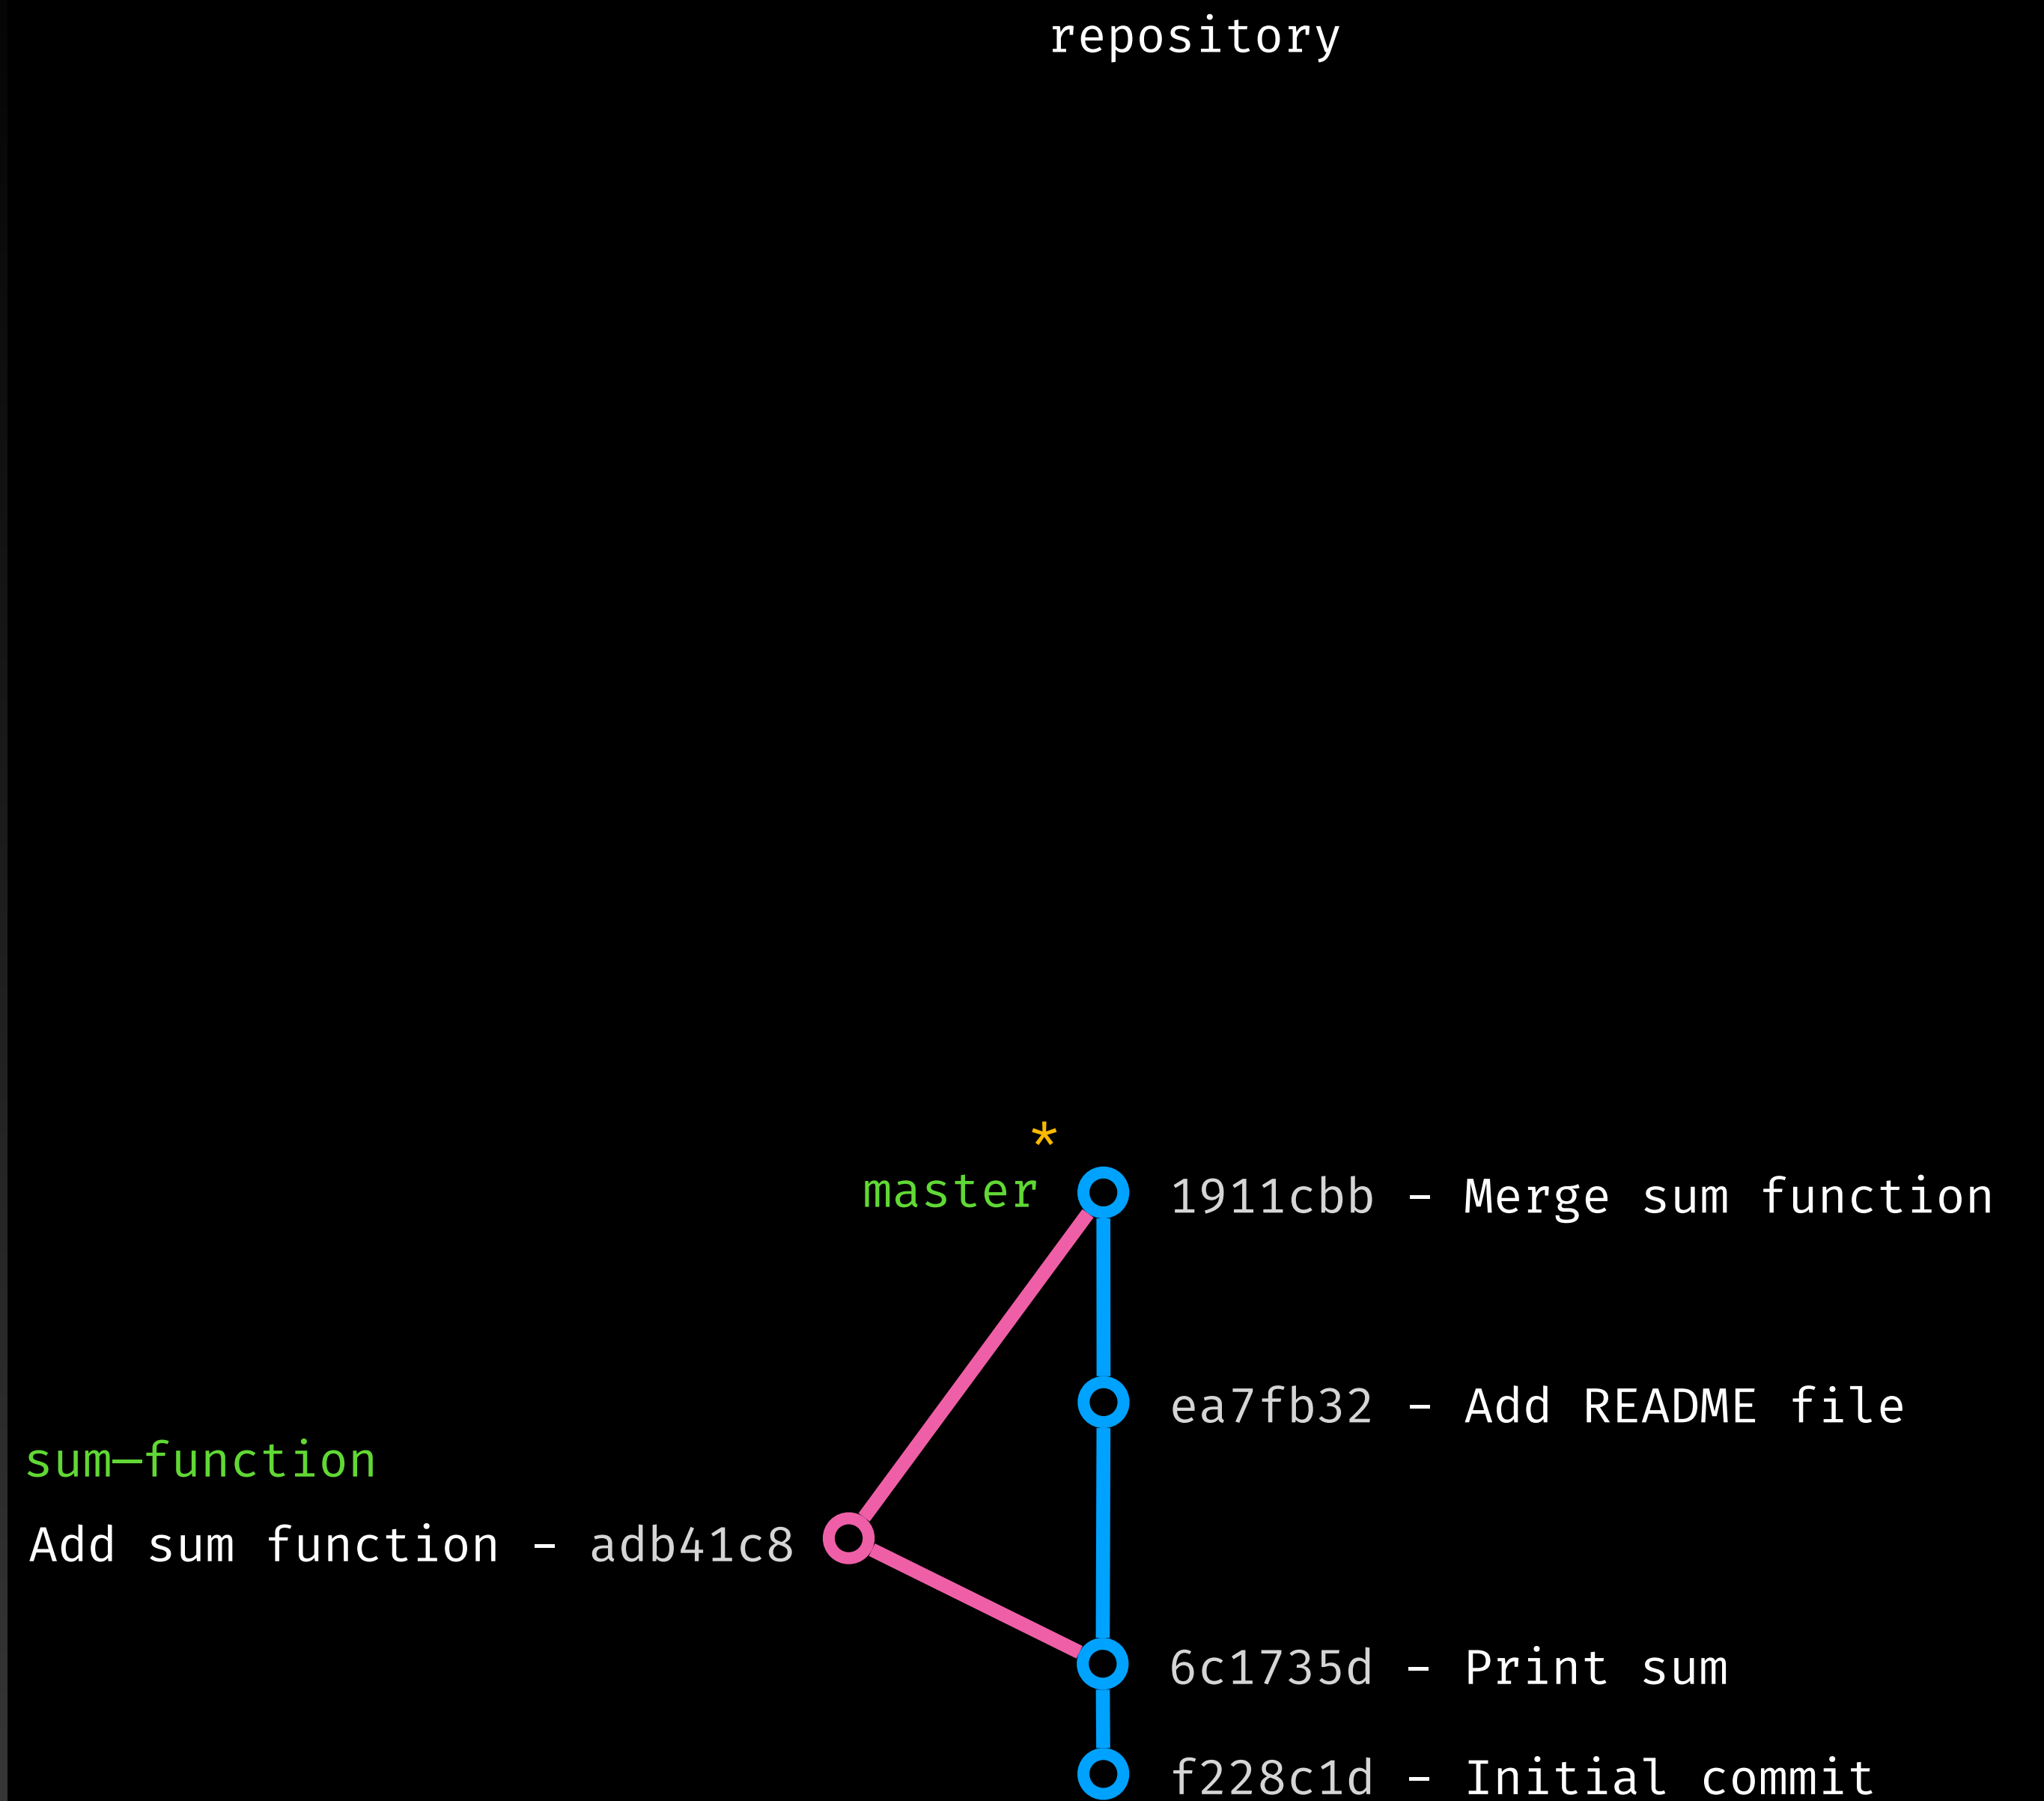 repository
*
master
1911cbb - Merge sum function
ea7fb32 - Add README file
sum-function
Add sum function - adb41c8
6c1735d - Print sum
f228c1d - Initial commit